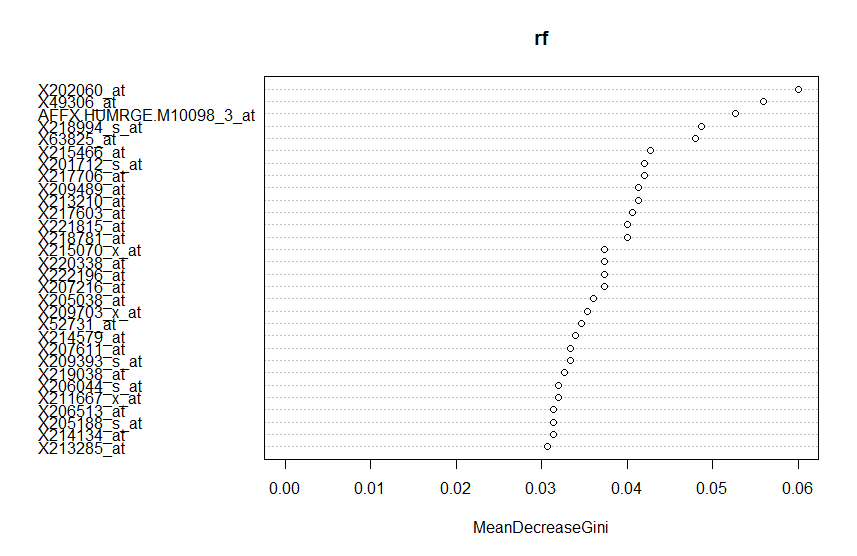 rf
X202060_at
X49306_at
AFFX.HUMRGE.M10098_3_at
X218994_s_at
X63825_at
X215466_at
X201712_s_at
X217706_at
X209489_at
X213210_at
X217603_at
X221815_at
X218781_at
X215070_x_at
X220338_at
X222196_at
X207216_at
X205038_at
X209703_x_at
X52731_at
X214579_at
X207611_at
X209393_s_at
X219038_at
X206044_s_at
X211667_x_at
X206513_at
X205188_s_at
X214134_at
X213285_at
0.00 0.01 0.02 0.03 0.04 0.05 0.06
MeanDecreaseGini